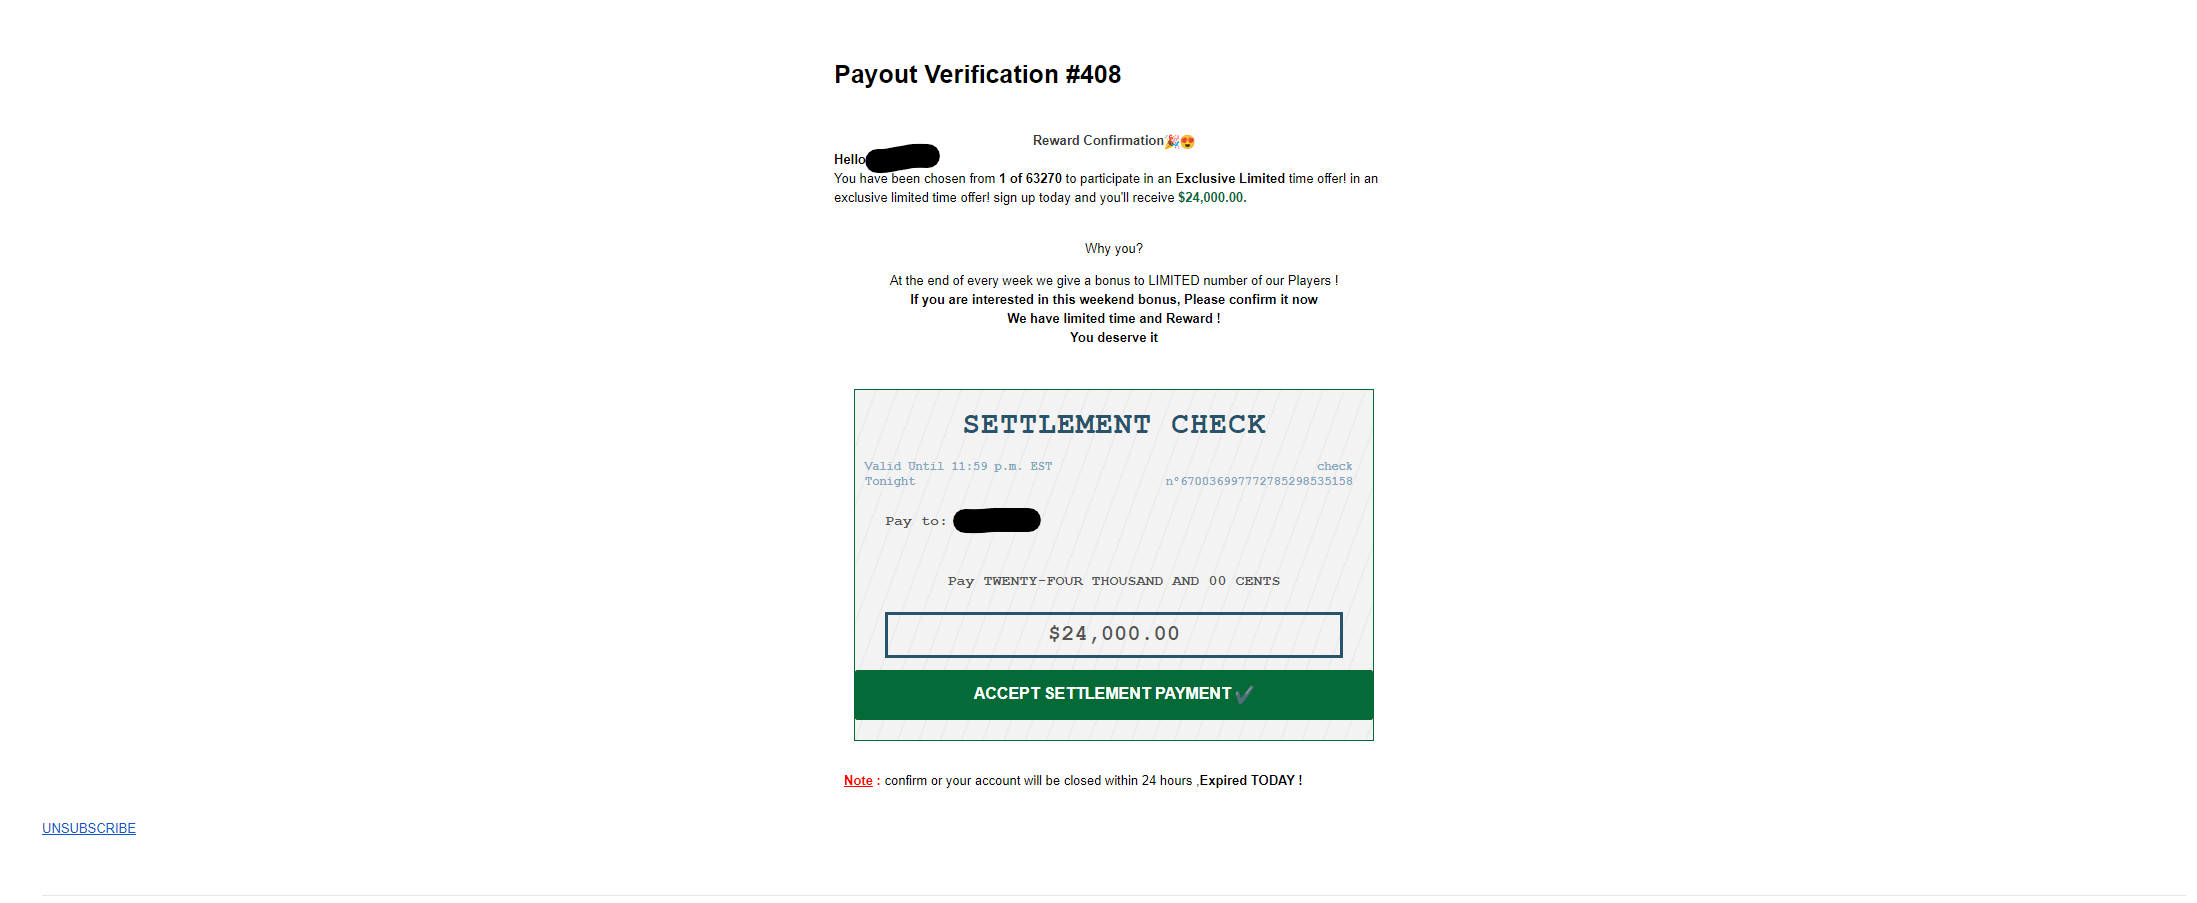 Payout Verification #408
Reward Confirmation🎉😍
Hello
You have been chosen from 1 of 63270 to participate in an Exclusive Limited time offer! in an
exclusive limited time offer! sign up today and you'll receive $24,000.00.
Why you?
At the end of every week we give a bonus to LIMITED number of our Players !
If you are interested in this weekend bonus, Please confirm it now
We have limited time and Reward !
You deserve it
SETTLEMENT CHECK
Valid Until 11:59 p.m. EST
Tonight
check
n°670036997772785298535158
Pay to:
Pay TWENTY-FOUR THOUSAND AND 00 CENTS
$24,000.00
ACCEPT SETTLEMENT PAYMENT✔
Note : confirm or your account will be closed within 24 hours ,Expired TODAY !
UNSUBSCRIBE